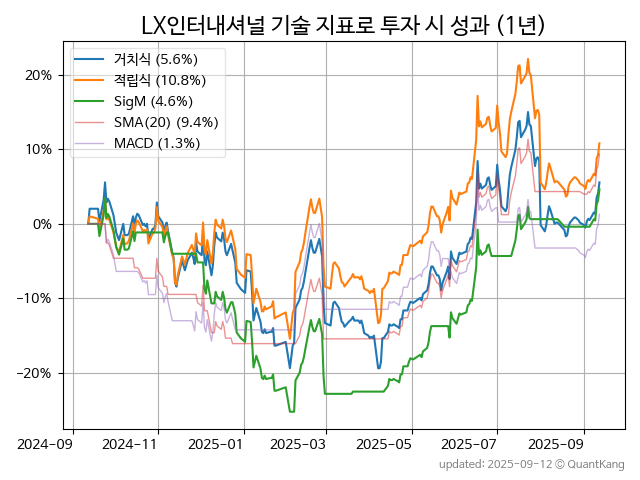 LX인터내셔널 기술 지표로 투자 시 성과 (1년)
거치식 (5.6%)
적립식 (10.8%)
SigM (4.6%)
SMA(20) (9.4%)
MACD (1.3%)
20%
10%
0%
−10%
−20%
2024-09 2024-11 2025-01 2025-03 2025-05 2025-07 2025-09
updated: 2025-09-12 © QuantKang